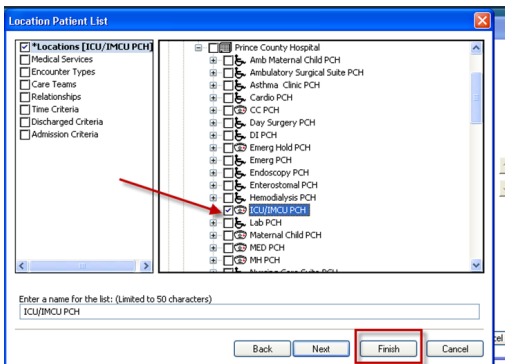 Location Patient List
*Locations [ICU/IMCU PCH]
Medical Services
Encounter Types
Care Teams
Relationships
Time Criteria
Discharged Criteria
Admission Criteria
Prince County Hospital
Amb Maternal Child PCH
Ambulatory Surgical Suite PCH
Asthma Clinic PCH
Cardio PCH
CC PCH
Day Surgery PCH
DI PCH
Emerg Hold PCH
Emerg PCH
Endoscopy PCH
Enterostomal PCH
Hemodialysis PCH
ICU/IMCU PCH
Lab PCH
Maternal Child PCH
MED PCH
MH PCH
Enter a name for the list: (Limited to 50 characters)
ICU/IMCU PCH
Back Next Finish Cancel